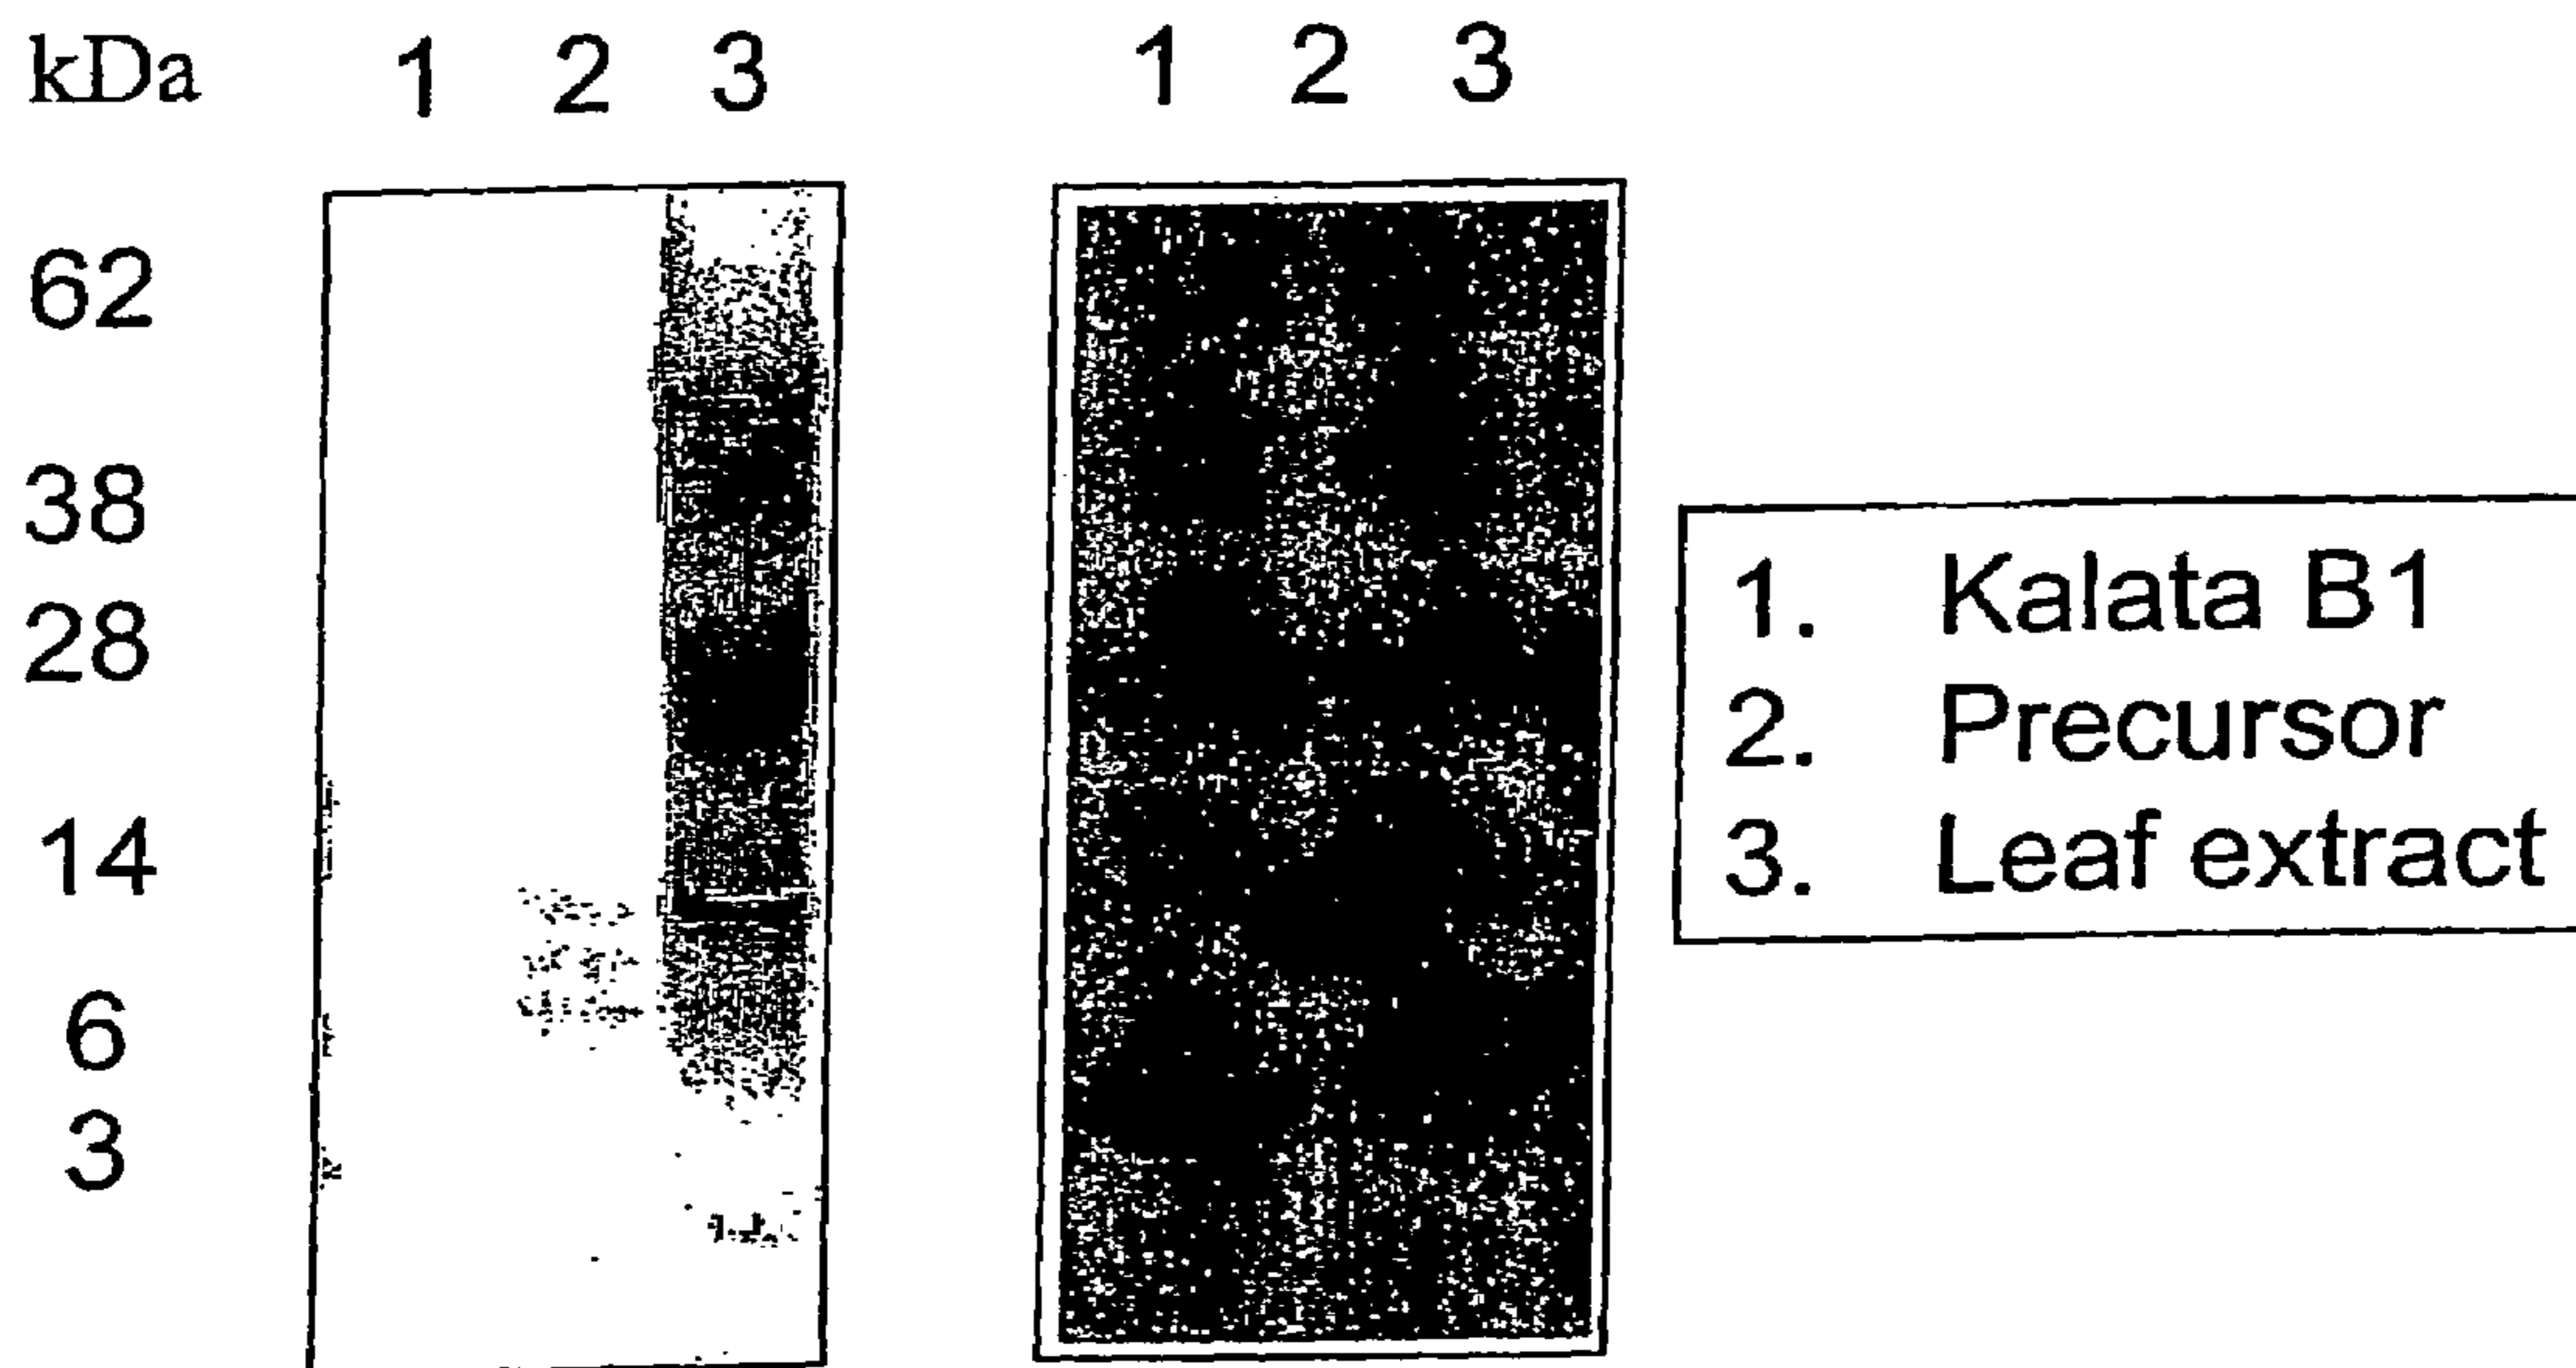 kDa 1 2 3 1 2 3
62
38
28
14
6
3
1. Kalata B1
2. Precursor
3. Leaf extract